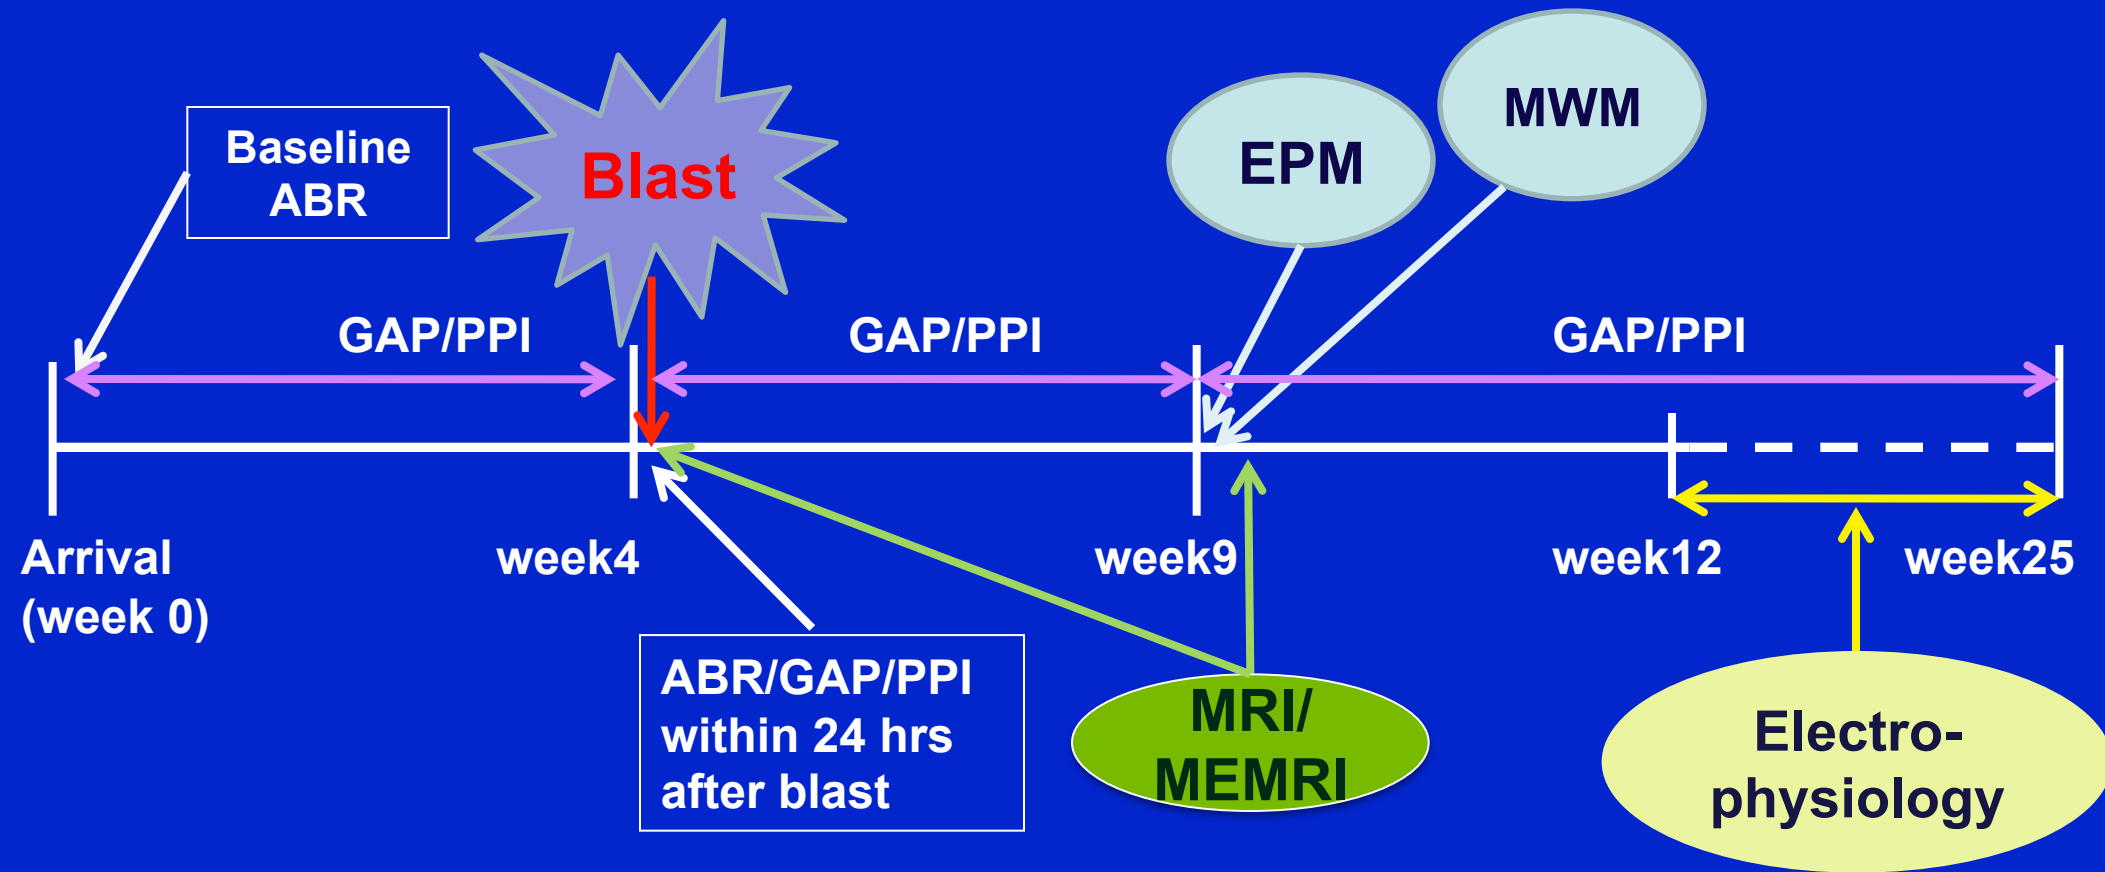 Baseline
ABR
Blast
EPM
MWM
GAP/PPI
GAP/PPI
GAP/PPI
Arrival
(week 0)
week4
week9
week12
week25
ABR/GAP/PPI
within 24 hrs
after blast
MRI/
MEMRI
Electro-
physiology